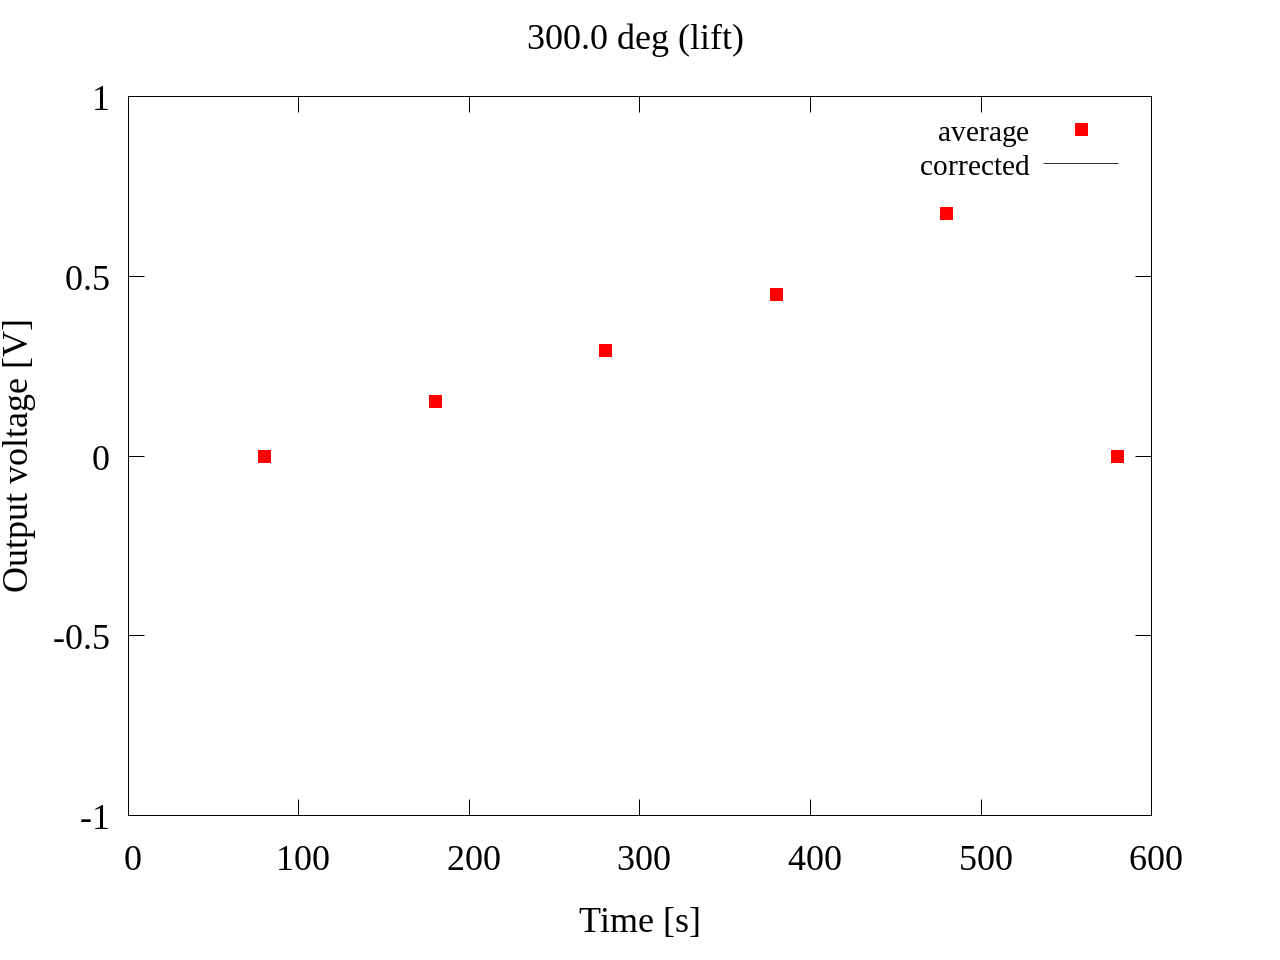 300.0 deg (lift)
average
corrected
1
0.5
0
-0.5
-1
Output voltage [V]
0 100 200 300 400 500 600
Time [s]